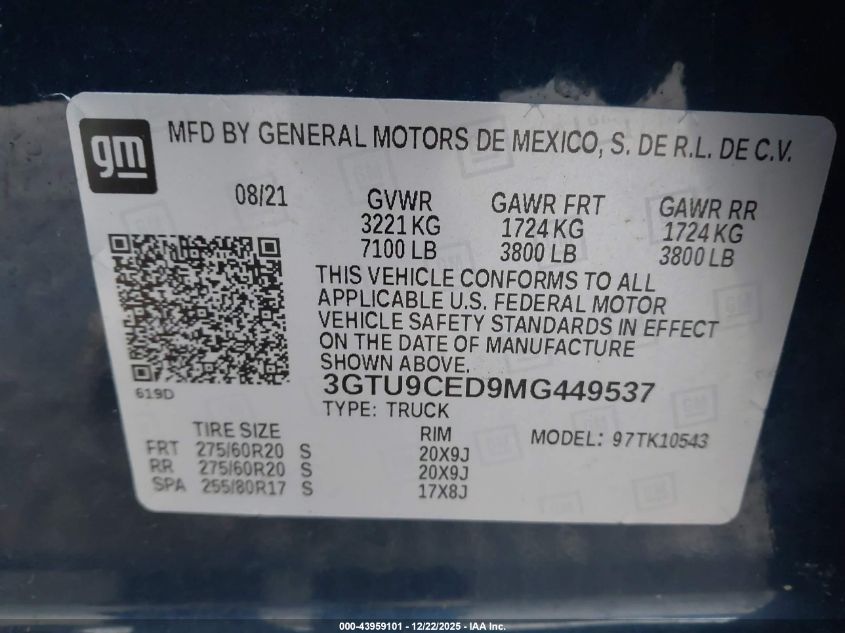 gm
MFD BY GENERAL MOTORS DE MEXICO, S. DE R.L. DE C.V.
08/21
GVWR GAWR FRT GAWR RR
3221 KG 1724 KG 1724 KG
7100 LB 3800 LB 3800 LB
THIS VEHICLE CONFORMS TO ALL
APPLICABLE U.S. FEDERAL MOTOR
VEHICLE SAFETY STANDARDS IN EFFECT
ON THE DATE OF MANUFACTURE
SHOWN ABOVE.
3GTU9CED9MG449537
619D
TYPE: TRUCK
TIRE SIZE RIM MODEL: 97TK10543
FRT 275/60R20 S 20X9J
RR 275/60R20 S 20X9J
SPA 255/80R17 S 17X8J
000-43959101 - 12/22/2025 - IAA Inc.